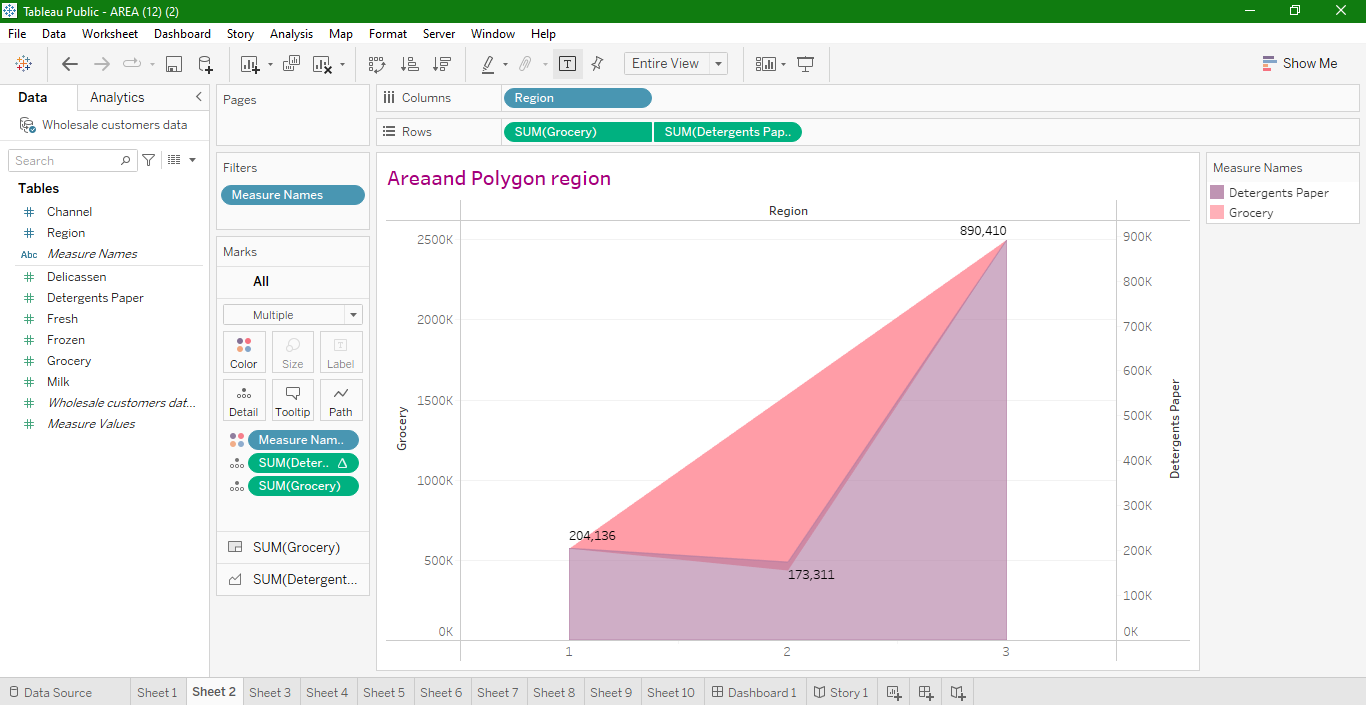 Tableau Public - AREA (12) (2)
File Data Worksheet Dashboard Story Analysis Map Format Server Window Help
Entire View
Show Me
Data Analytics
Wholesale customers data
Search
Tables
Channel
Region
Abc Measure Names
Delicassen
Detergents Paper
Fresh
Frozen
Grocery
Milk
Wholesale customers dat...
Measure Values
Pages
Filters
Measure Names
Marks
All
Multiple
Color Size Label
Detail Tooltip Path
Measure Nam..
SUM(Deter.. Δ
SUM(Grocery)
SUM(Grocery)
SUM(Detergent...
Columns Region
Rows SUM(Grocery) SUM(Detergents Pap..
Areaand Polygon region
Region
2500K
2000K
1500K
1000K
500K
0K
Grocery
890,410
204,136
173,311
1 2 3
900K
800K
700K
600K
500K
400K
300K
200K
100K
0K
Detergents Paper
Measure Names
Detergents Paper
Grocery
Data Source Sheet 1 Sheet 2 Sheet 3 Sheet 4 Sheet 5 Sheet 6 Sheet 7 Sheet 8 Sheet 9 Sheet 10 Dashboard 1 Story 1